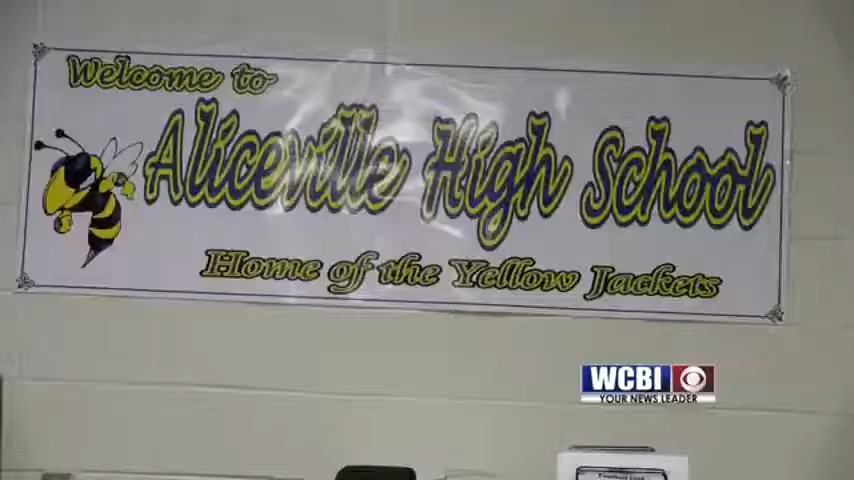 Welcome to
Aliceville High School
Home of the Yellow Jackets
WCBI
YOUR NEWS LEADER